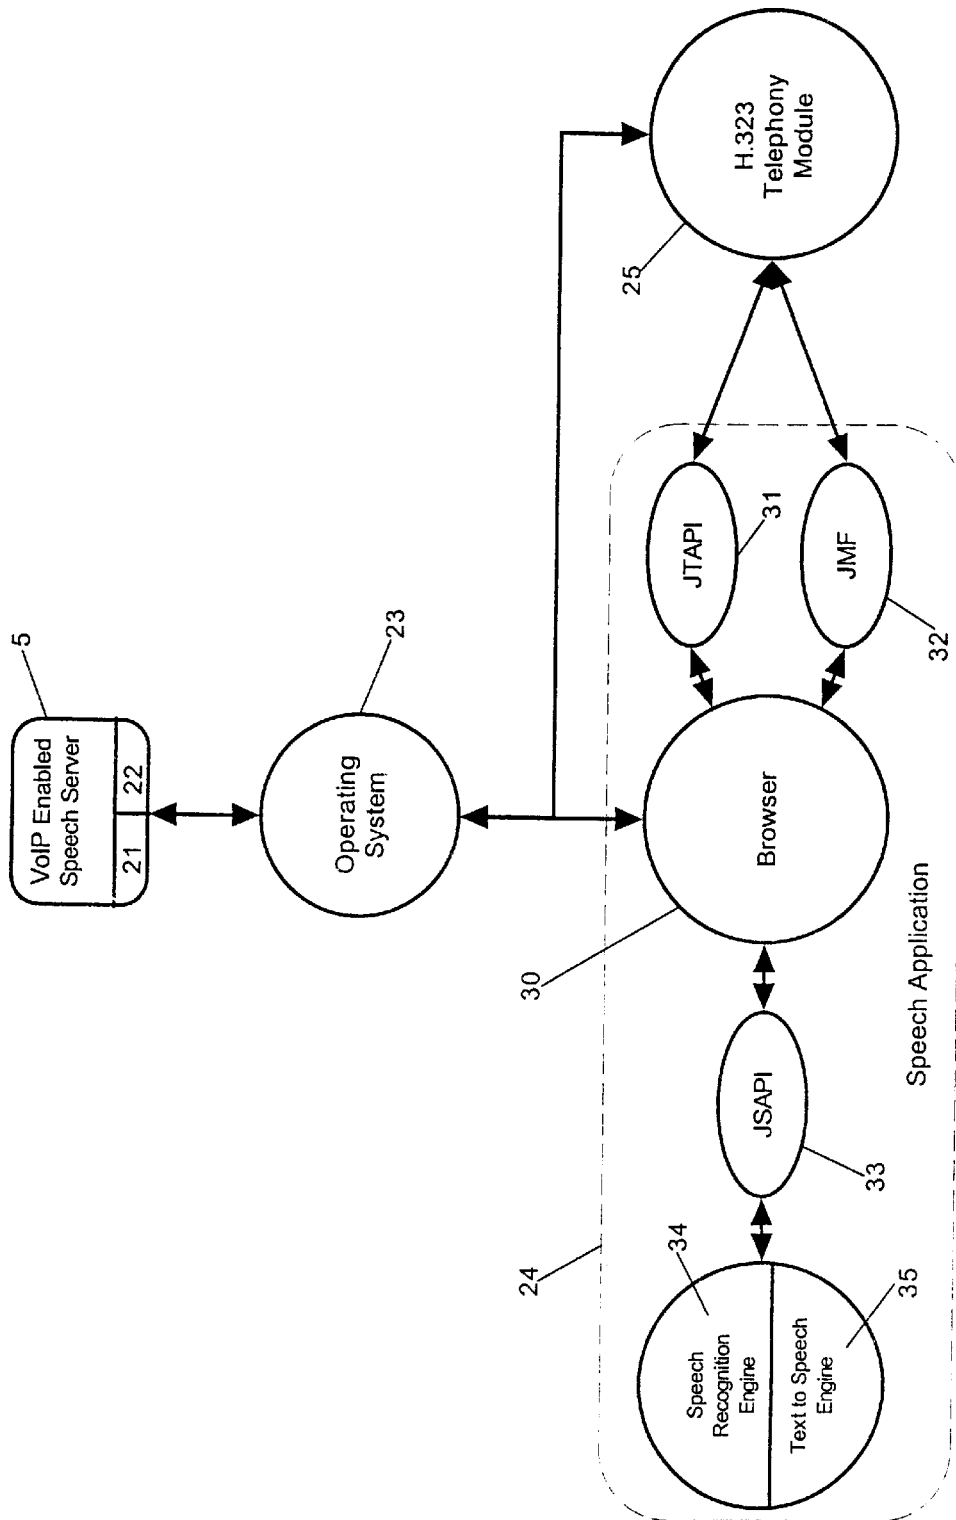 VoIP Enabled
Speech Server
21
22
5
Operating
System
23
H.323
Telephony
Module
25
24
Speech
Recognition
Engine
34
Text to Speech
Engine
35
JSAPI
33
Browser
30
JTAPI
31
JMF
32
Speech Application